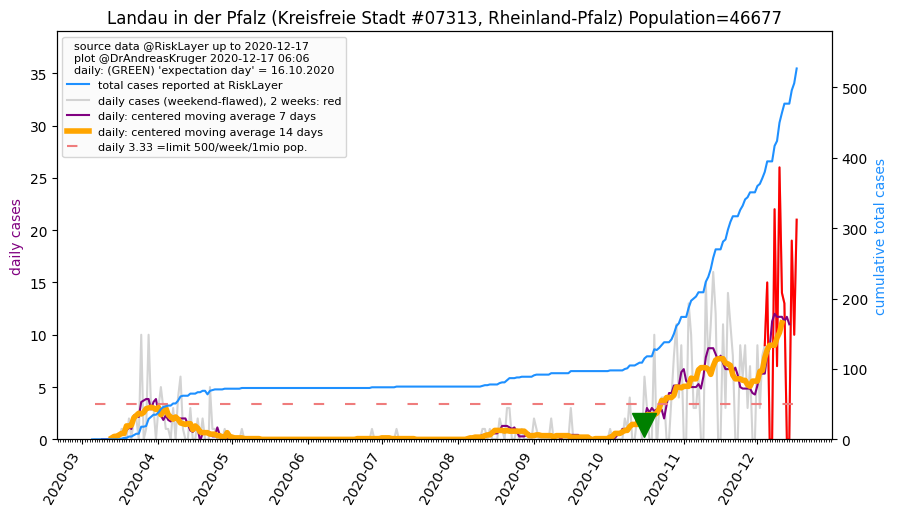 Landau in der Pfalz (Kreisfreie Stadt #07313, Rheinland-Pfalz) Population=46677
source data @RiskLayer up to 2020-12-17
plot @DrAndreasKruger 2020-12-17 06:06
daily: (GREEN) 'expectation day' = 16.10.2020
total cases reported at RiskLayer
daily cases (weekend-flawed), 2 weeks: red
daily: centered moving average 7 days
daily: centered moving average 14 days
daily 3.33 =limit 500/week/1mio pop.
daily cases
35
30
25
20
15
10
5
0
500
400
300
200
100
0
cumulative total cases
2020-03
2020-04
2020-05
2020-06
2020-07
2020-08
2020-09
2020-10
2020-11
2020-12